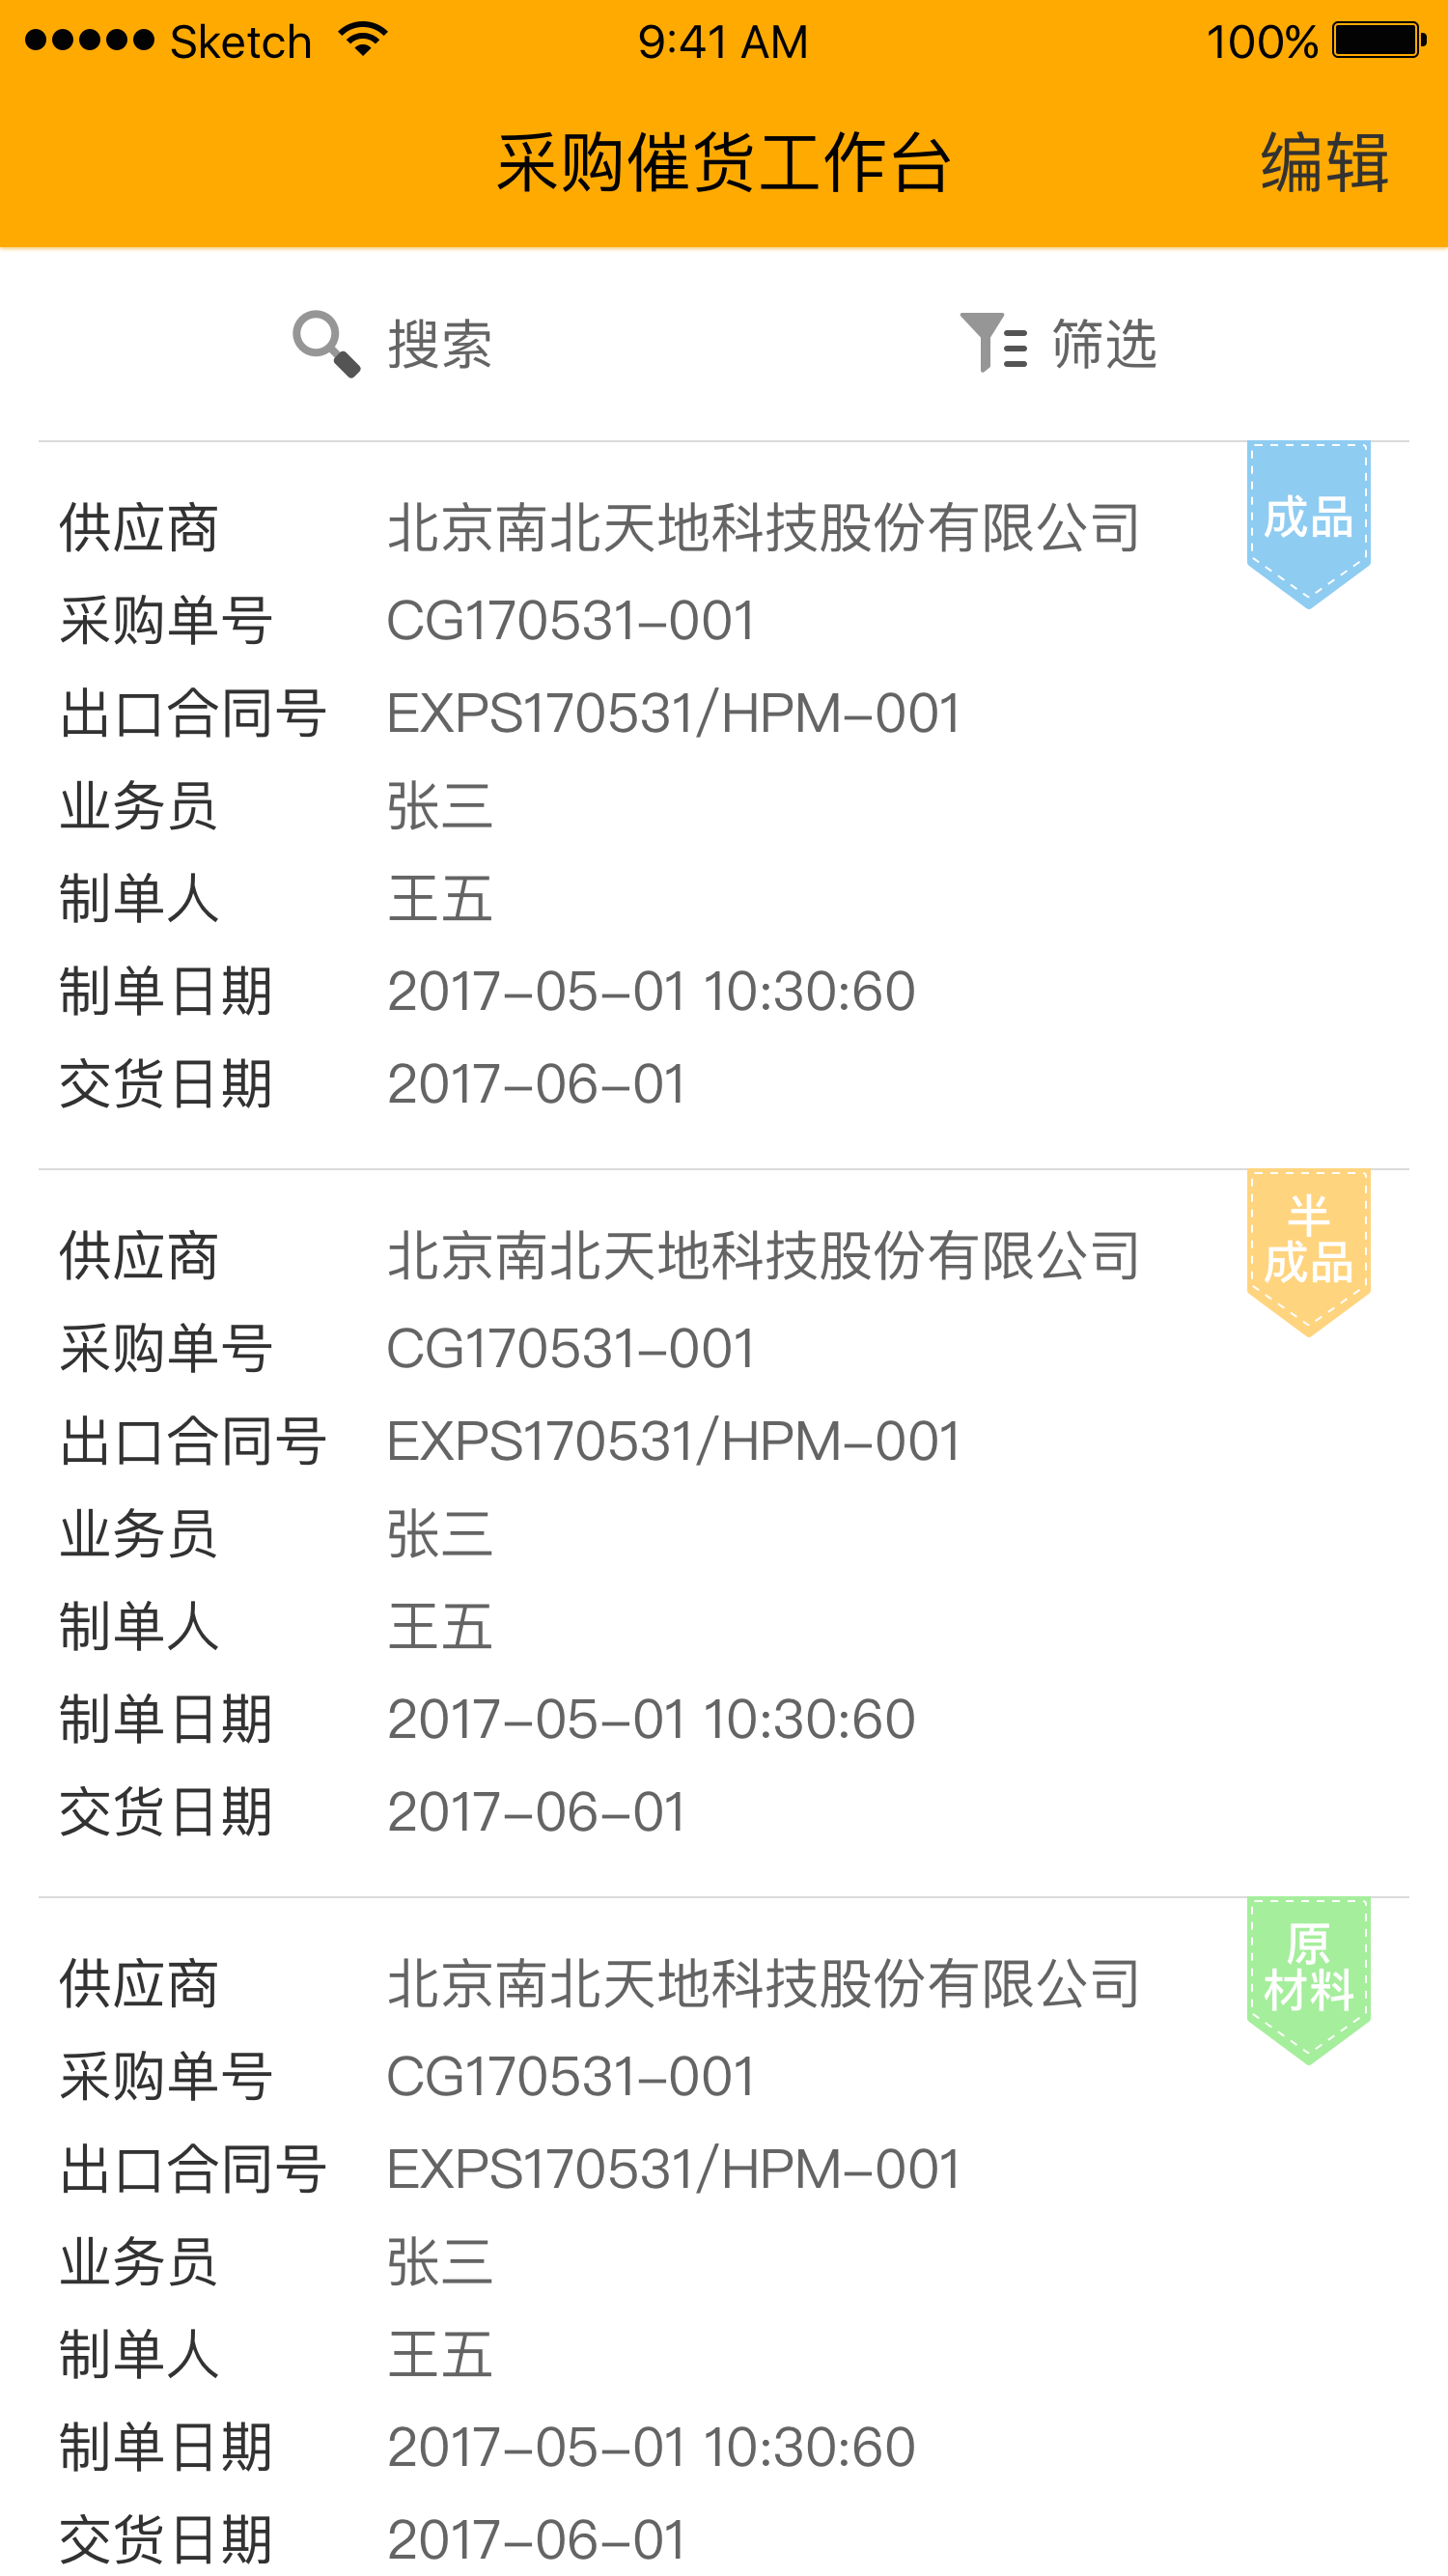 Sketch 9:41 AM 100%
采购催货工作台 编辑
搜索 筛选
成品
供应商 北京南北天地科技股份有限公司
采购单号 CG170531-001
出口合同号 EXPS170531/HPM-001
业务员 张三
制单人 王五
制单日期 2017-05-01 10:30:60
交货日期 2017-06-01
半
成品
供应商 北京南北天地科技股份有限公司
采购单号 CG170531-001
出口合同号 EXPS170531/HPM-001
业务员 张三
制单人 王五
制单日期 2017-05-01 10:30:60
交货日期 2017-06-01
原
材料
供应商 北京南北天地科技股份有限公司
采购单号 CG170531-001
出口合同号 EXPS170531/HPM-001
业务员 张三
制单人 王五
制单日期 2017-05-01 10:30:60
交货日期 2017-06-01